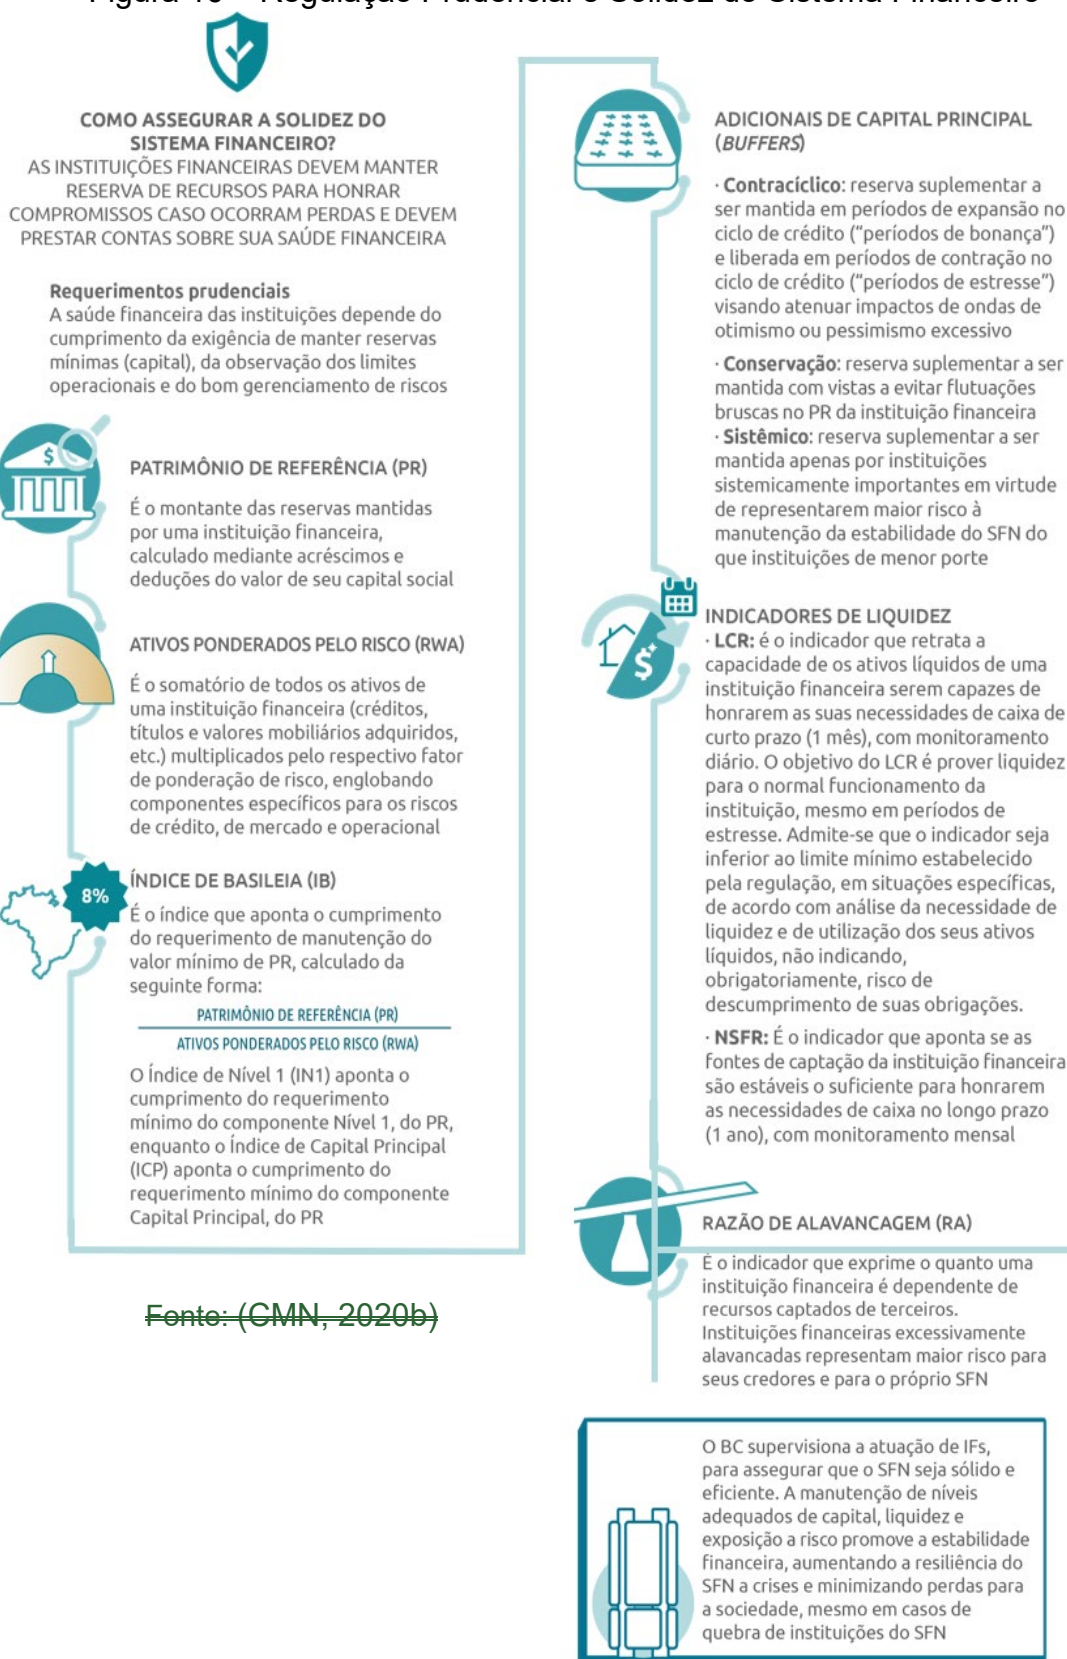 Figura 10 – Regulação Prudencial e Solidez do Sistema Financeiro
COMO ASSEGURAR A SOLIDEZ DO
SISTEMA FINANCEIRO?
AS INSTITUIÇÕES FINANCEIRAS DEVEM MANTER
RESERVA DE RECURSOS PARA HONRAR
COMPROMISSOS CASO OCORRAM PERDAS E DEVEM
PRESTAR CONTAS SOBRE SUA SAÚDE FINANCEIRA
Requerimentos prudenciais
A saúde financeira das instituições depende do
cumprimento da exigência de manter reservas
mínimas (capital), da observação dos limites
operacionais e do bom gerenciamento de riscos
$
PATRIMÔNIO DE REFERÊNCIA (PR)
É o montante das reservas mantidas
por uma instituição financeira,
calculado mediante acréscimos e
deduções do valor de seu capital social
ATIVOS PONDERADOS PELO RISCO (RWA)
É o somatório de todos os ativos de
uma instituição financeira (créditos,
títulos e valores mobiliários adquiridos,
etc.) multiplicados pelo respectivo fator
de ponderação de risco, englobando
componentes específicos para os riscos
de crédito, de mercado e operacional
8%
ÍNDICE DE BASILEIA (IB)
É o índice que aponta o cumprimento
do requerimento de manutenção do
valor mínimo de PR, calculado da
seguinte forma:
PATRIMÔNIO DE REFERÊNCIA (PR)
ATIVOS PONDERADOS PELO RISCO (RWA)
O Índice de Nível 1 (IN1) aponta o
cumprimento do requerimento
mínimo do componente Nível 1, do PR,
enquanto o Índice de Capital Principal
(ICP) aponta o cumprimento do
requerimento mínimo do componente
Capital Principal, do PR
Fonte: (CMN, 2020b)
ADICIONAIS DE CAPITAL PRINCIPAL
(BUFFERS)
· Contracíclico: reserva suplementar a
ser mantida em períodos de expansão no
ciclo de crédito (“períodos de bonança”)
e liberada em períodos de contração no
ciclo de crédito (“períodos de estresse”)
visando atenuar impactos de ondas de
otimismo ou pessimismo excessivo
· Conservação: reserva suplementar a ser
mantida com vistas a evitar flutuações
bruscas no PR da instituição financeira
· Sistêmico: reserva suplementar a ser
mantida apenas por instituições
sistemicamente importantes em virtude
de representarem maior risco à
manutenção da estabilidade do SFN do
que instituições de menor porte
$
INDICADORES DE LIQUIDEZ
· LCR: é o indicador que retrata a
capacidade de os ativos líquidos de uma
instituição financeira serem capazes de
honrarem as suas necessidades de caixa de
curto prazo (1 mês), com monitoramento
diário. O objetivo do LCR é prover liquidez
para o normal funcionamento da
instituição, mesmo em períodos de
estresse. Admite-se que o indicador seja
inferior ao limite mínimo estabelecido
pela regulação, em situações específicas,
de acordo com análise da necessidade de
liquidez e de utilização dos seus ativos
líquidos, não indicando,
obrigatoriamente, risco de
descumprimento de suas obrigações.
· NSFR: É o indicador que aponta se as
fontes de captação da instituição financeira
são estáveis o suficiente para honrarem
as necessidades de caixa no longo prazo
(1 ano), com monitoramento mensal
RAZÃO DE ALAVANCAGEM (RA)
É o indicador que exprime o quanto uma
instituição financeira é dependente de
recursos captados de terceiros.
Instituições financeiras excessivamente
alavancadas representam maior risco para
seus credores e para o próprio SFN
O BC supervisiona a atuação de IFs,
para assegurar que o SFN seja sólido e
eficiente. A manutenção de níveis
adequados de capital, liquidez e
exposição a risco promove a estabilidade
financeira, aumentando a resiliência do
SFN a crises e minimizando perdas para
a sociedade, mesmo em casos de
quebra de instituições do SFN